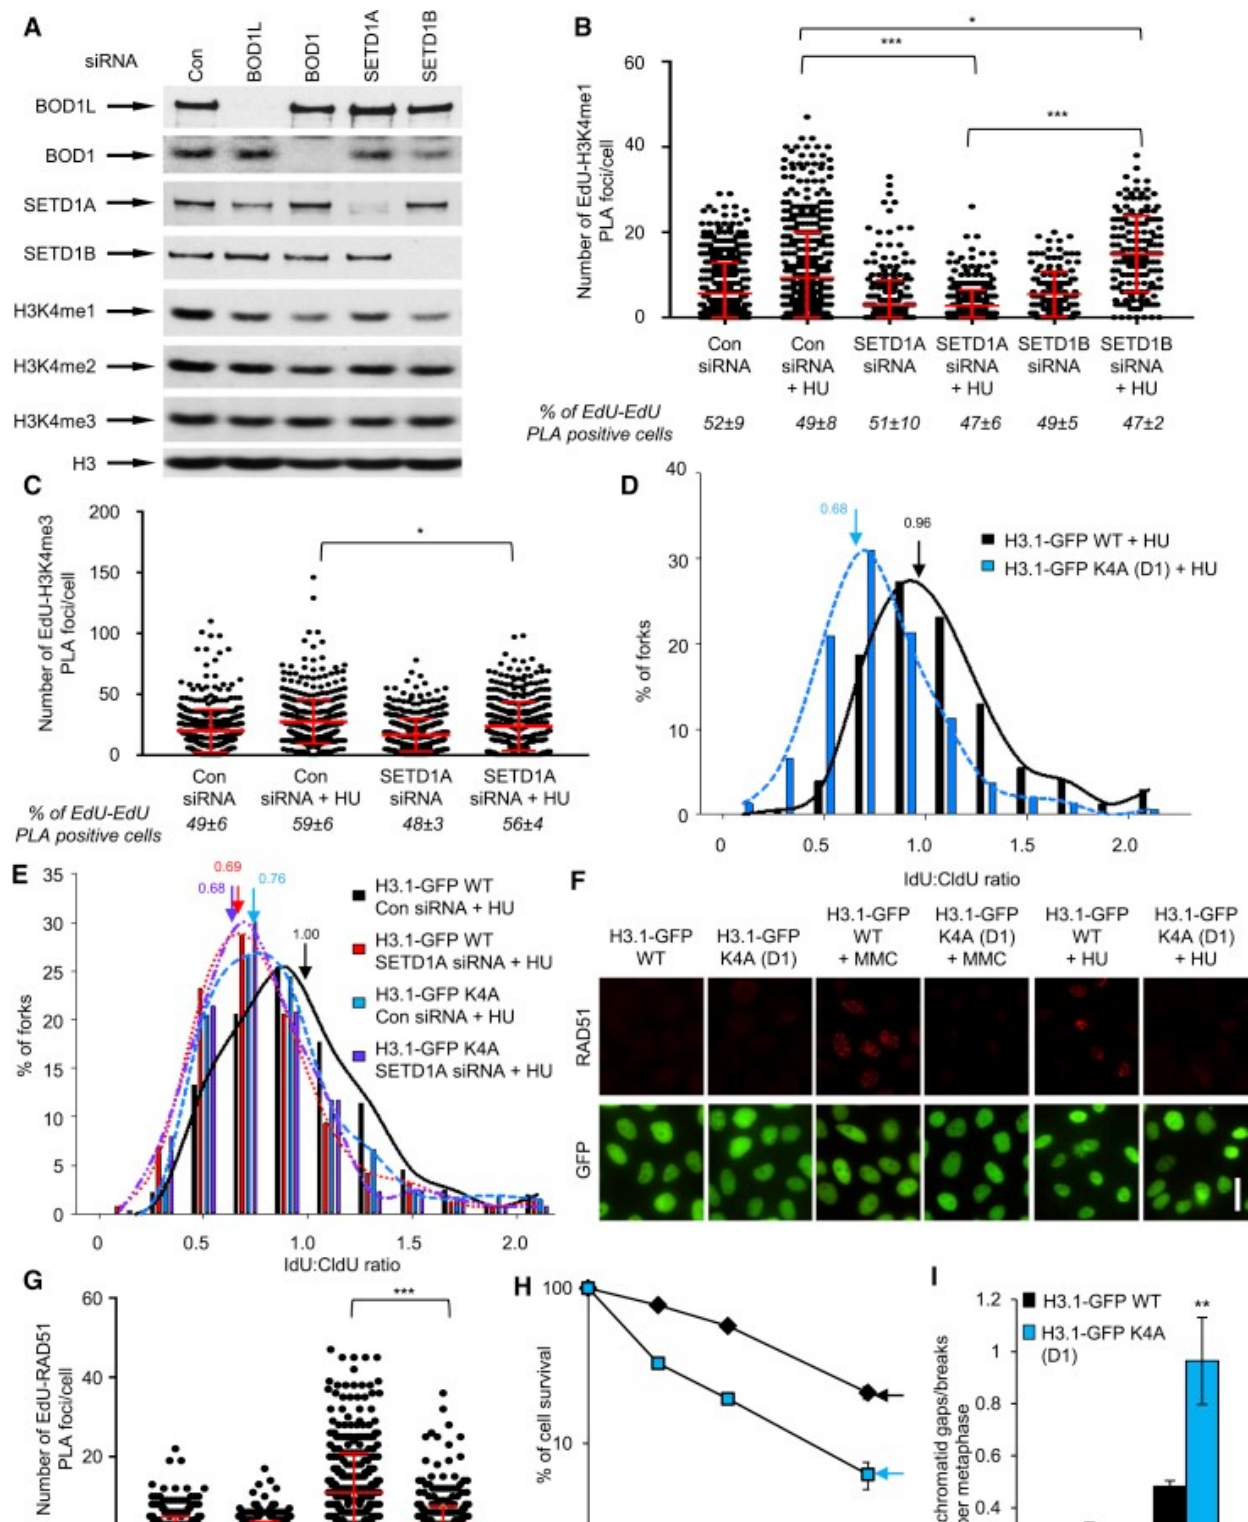 A
siRNA
Con
BOD1L
BOD1
SETD1A
SETD1B
BOD1L
BOD1
SETD1A
SETD1B
H3K4me1
H3K4me2
H3K4me3
H3
B
*
***
***
Number of EdU-H3K4me1
PLA foci/cell
60
40
20
0
Con
siRNA
Con
siRNA
+ HU
SETD1A
siRNA
SETD1A
siRNA
+ HU
SETD1B
siRNA
SETD1B
siRNA
+ HU
% of EdU-EdU
PLA positive cells
52±9
49±8
51±10
47±6
49±5
47±2
C
*
Number of EdU-H3K4me3
PLA foci/cell
200
150
100
50
0
Con
siRNA
Con
siRNA + HU
SETD1A
siRNA
SETD1A
siRNA + HU
% of EdU-EdU
PLA positive cells
49±6
59±6
48±3
56±4
D
40
30
20
10
0
% of forks
0.68
0.96
H3.1-GFP WT + HU
H3.1-GFP K4A (D1) + HU
0
0.5
1.0
1.5
2.0
IdU:CldU ratio
E
35
30
25
20
15
10
5
0
% of forks
0.69
0.68
0.76
1.00
H3.1-GFP WT
Con siRNA + HU
H3.1-GFP WT
SETD1A siRNA + HU
H3.1-GFP K4A
Con siRNA + HU
H3.1-GFP K4A
SETD1A siRNA + HU
0
0.5
1.0
1.5
2.0
IdU:CldU ratio
F
H3.1-GFP
WT
H3.1-GFP
K4A (D1)
H3.1-GFP
WT
+ MMC
H3.1-GFP
K4A (D1)
+ MMC
H3.1-GFP
WT
+ HU
H3.1-GFP
K4A (D1)
+ HU
RAD51
GFP
G
***
Number of EdU-RAD51
PLA foci/cell
60
40
20
H
100
10
% of cell survival
I
1.2
1
0.8
0.6
0.4
chromatid gaps/breaks
per metaphase
H3.1-GFP WT
H3.1-GFP K4A
(D1)
**